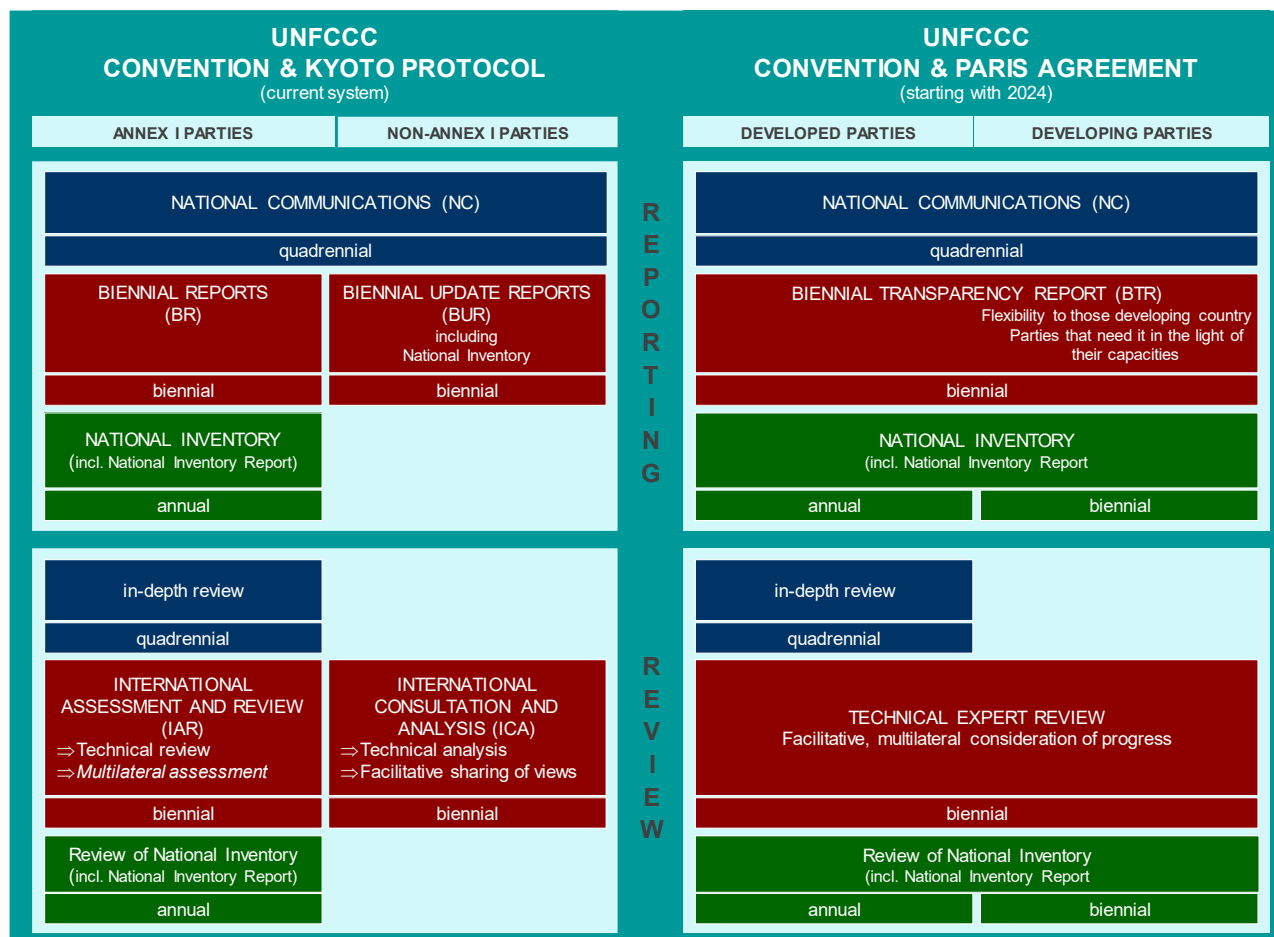 UNFCCC
CONVENTION & KYOTO PROTOCOL
(current system)
ANNEX I PARTIES
NON-ANNEX I PARTIES
NATIONAL COMMUNICATIONS (NC)
quadrennial
BIENNIAL REPORTS
(BR)
biennial
BIENNIAL UPDATE REPORTS
(BUR)
including
National Inventory
biennial
NATIONAL INVENTORY
(incl. National Inventory Report)
annual
in-depth review
quadrennial
INTERNATIONAL
ASSESSMENT AND REVIEW
(IAR)
⇒Technical review
⇒Multilateral assessment
biennial
INTERNATIONAL
CONSULTATION AND
ANALYSIS (ICA)
⇒Technical analysis
⇒Facilitative sharing of views
biennial
Review of National Inventory
(incl. National Inventory Report)
annual
REPORTING
REVIEW
UNFCCC
CONVENTION & PARIS AGREEMENT
(starting with 2024)
DEVELOPED PARTIES
DEVELOPING PARTIES
NATIONAL COMMUNICATIONS (NC)
quadrennial
BIENNIAL TRANSPARENCY REPORT (BTR)
Flexibility to those developing country
Parties that need it in the light of
their capacities
biennial
NATIONAL INVENTORY
(incl. National Inventory Report
annual
biennial
in-depth review
quadrennial
TECHNICAL EXPERT REVIEW
Facilitative, multilateral consideration of progress
biennial
Review of National Inventory
(incl. National Inventory Report
annual
biennial